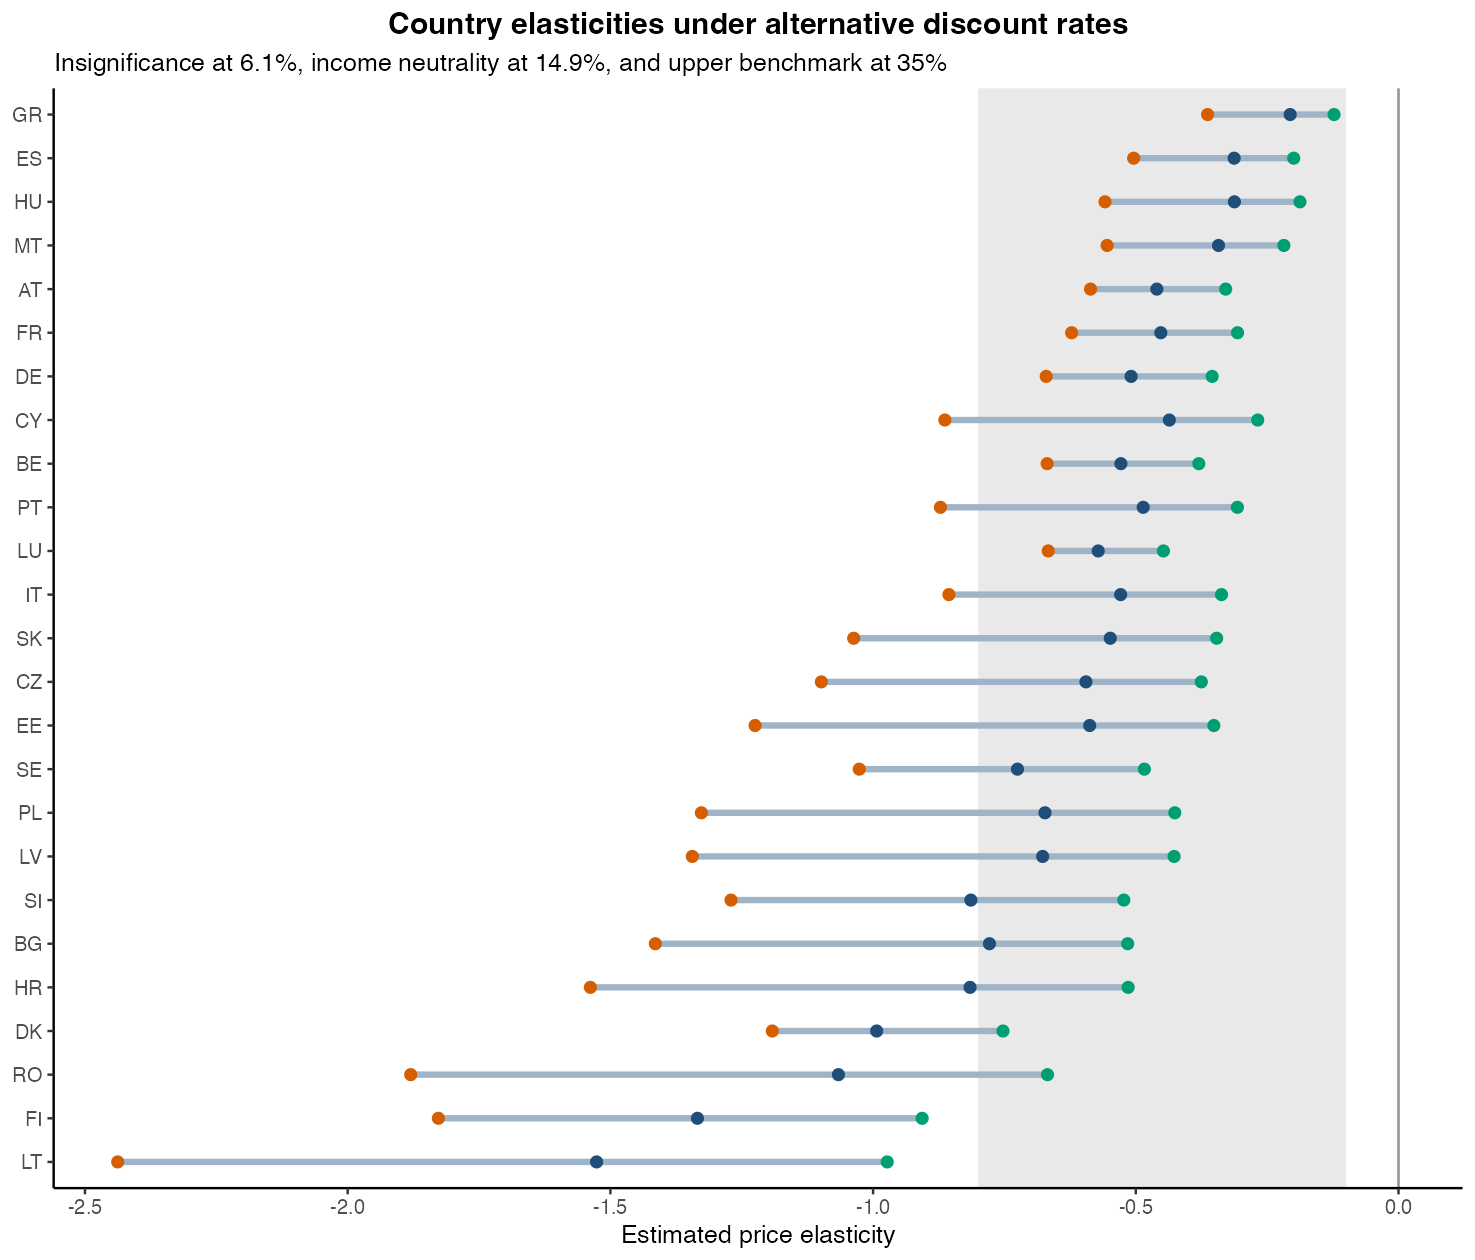 Country elasticities under alternative discount rates
Insignificance at 6.1%, income neutrality at 14.9%, and upper benchmark at 35%
GR
ES
HU
MT
AT
FR
DE
CY
BE
PT
LU
IT
SK
CZ
EE
SE
PL
LV
SI
BG
HR
DK
RO
FI
LT
-2.5 -2.0 -1.5 -1.0 -0.5 0.0
Estimated price elasticity